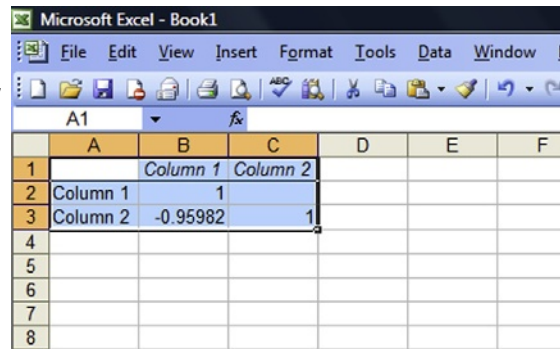 Microsoft Excel - Book1
File Edit View Insert Format Tools Data Window
ABC
A1 fx
A B C D E F
1 Column 1 Column 2
2 Column 1 1
3 Column 2 -0.95982 1
4
5
6
7
8